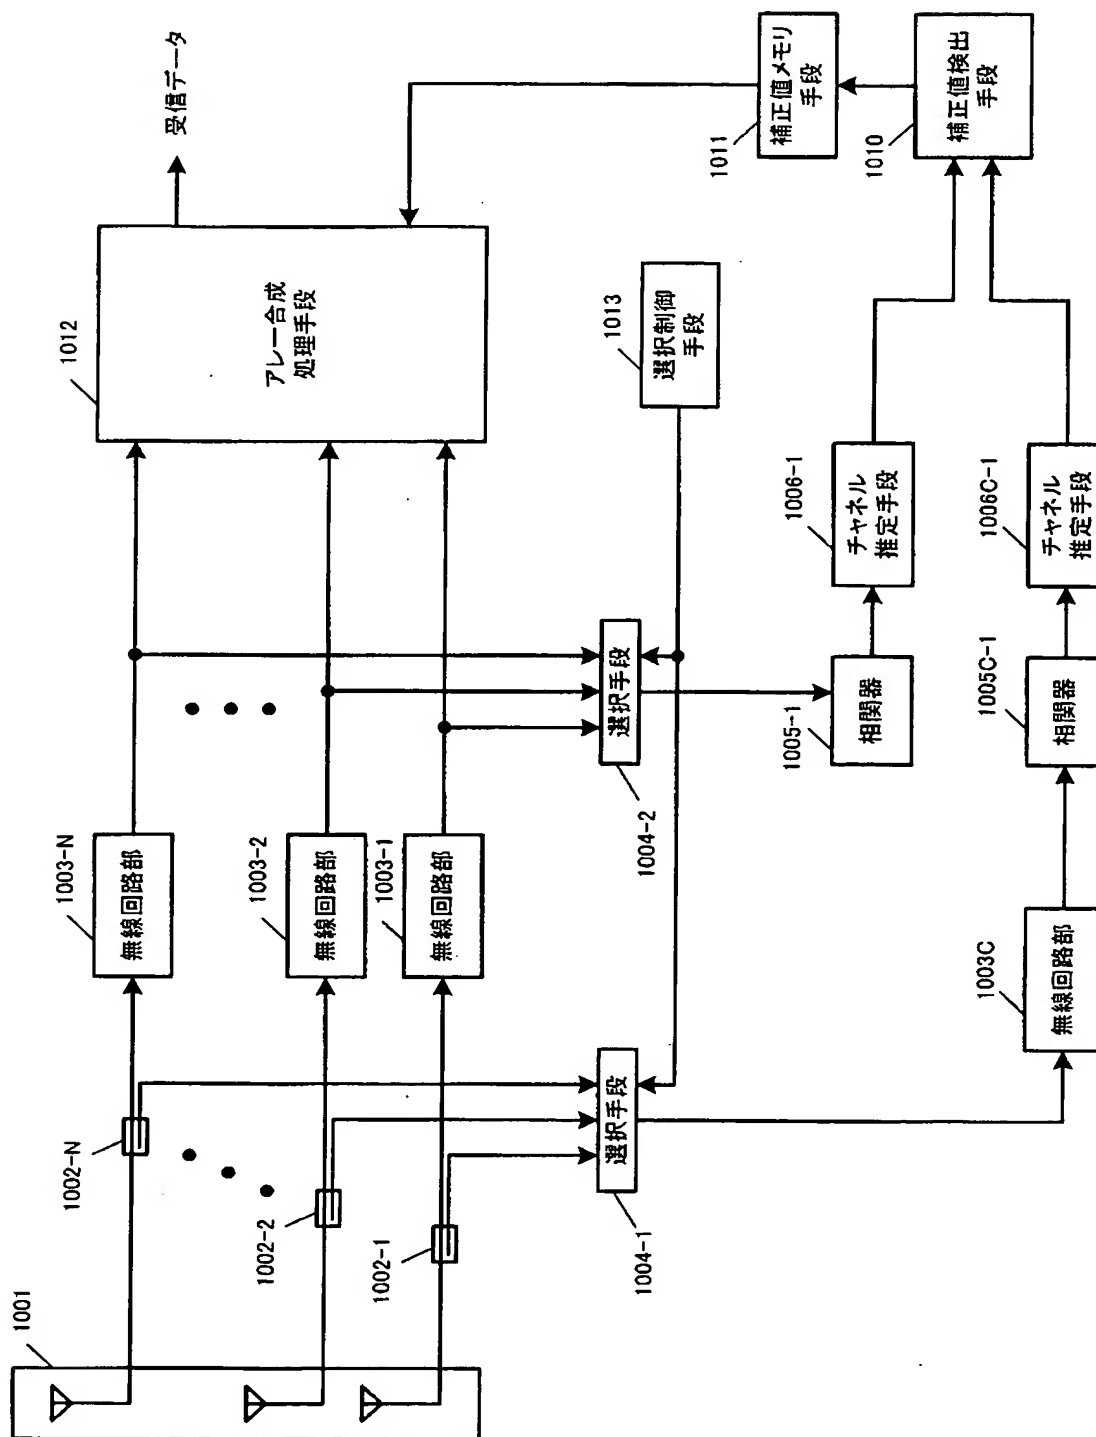 1001
1002-N
1002-2
1002-1
1003-N
無線回路部
1003-2
無線回路部
1003-1
無線回路部
1004-1
選択手段
1004-2
選択手段
1012
アレー合成
処理手段
受信データ
1013
選択制御
手段
1011
補正値メモリ
手段
1010
補正値検出
手段
1005-1
相関器
1006-1
チャネル
推定手段
1003C
無線回路部
1005C-1
相関器
1006C-1
チャネル
推定手段